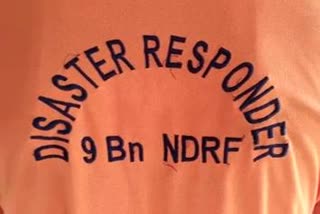 DISASTER RESPONDER
9 Bn NDRF